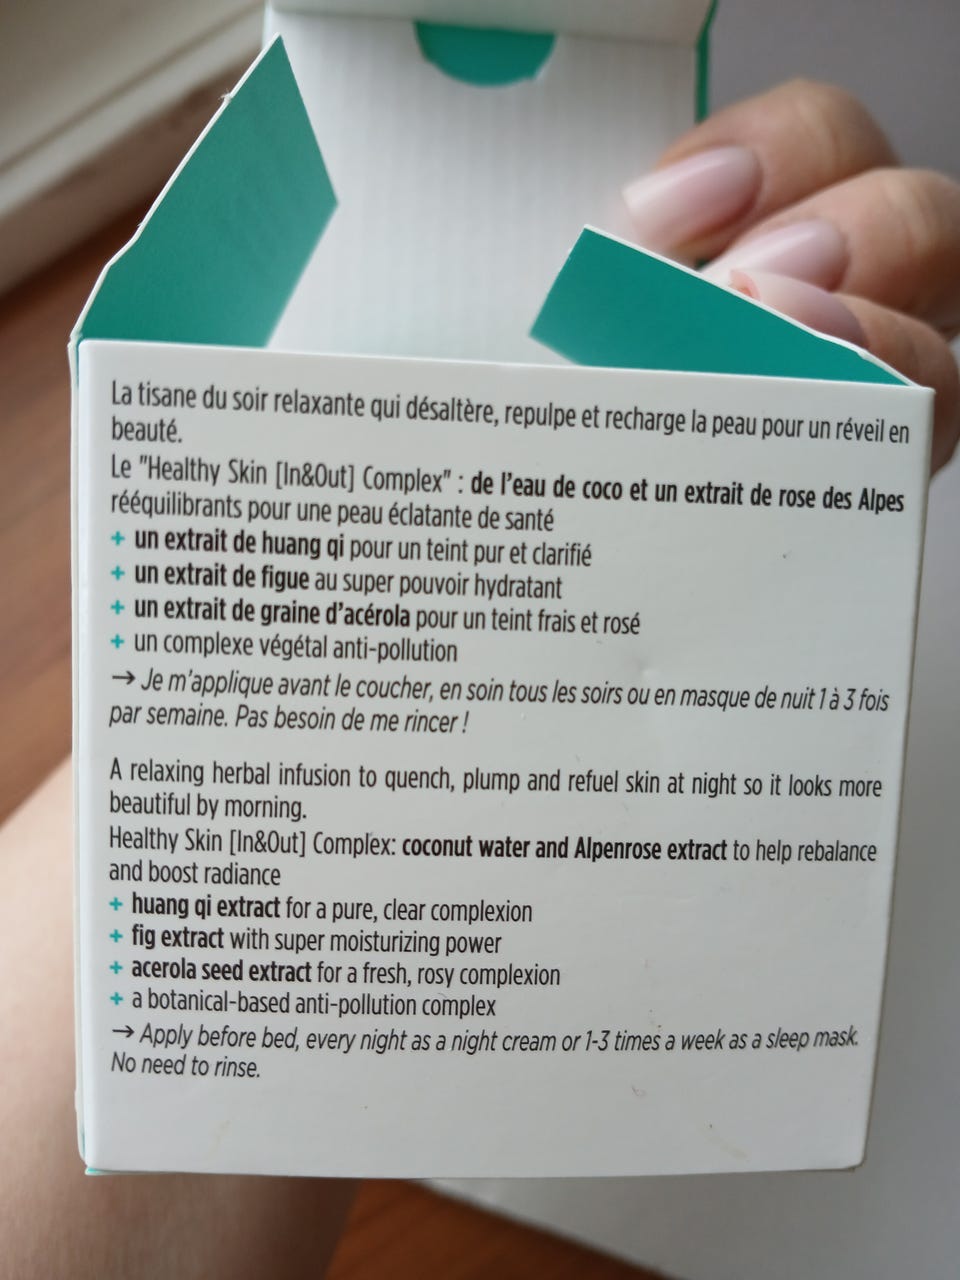 La tisane du soir relaxante qui désaltère, repulpe et recharge la peau pour un réveil en
beauté.
Le "Healthy Skin [In&Out] Complex" : de l'eau de coco et un extrait de rose des Alpes
rééquilibrants pour une peau éclatante de santé
+ un extrait de huang qi pour un teint pur et clarifié
+ un extrait de figue au super pouvoir hydratant
+ un extrait de graine d'acérola pour un teint frais et rosé
+ un complexe végétal anti-pollution
→ Je m'applique avant le coucher, en soin tous les soirs ou en masque de nuit 1 à 3 fois
par semaine. Pas besoin de me rincer !
A relaxing herbal infusion to quench, plump and refuel skin at night so it looks more
beautiful by morning.
Healthy Skin [In&Out] Complex: coconut water and Alpenrose extract to help rebalance
and boost radiance
+ huang qi extract for a pure, clear complexion
+ fig extract with super moisturizing power
+ acerola seed extract for a fresh, rosy complexion
+ a botanical-based anti-pollution complex
→ Apply before bed, every night as a night cream or 1-3 times a week as a sleep mask.
No need to rinse.